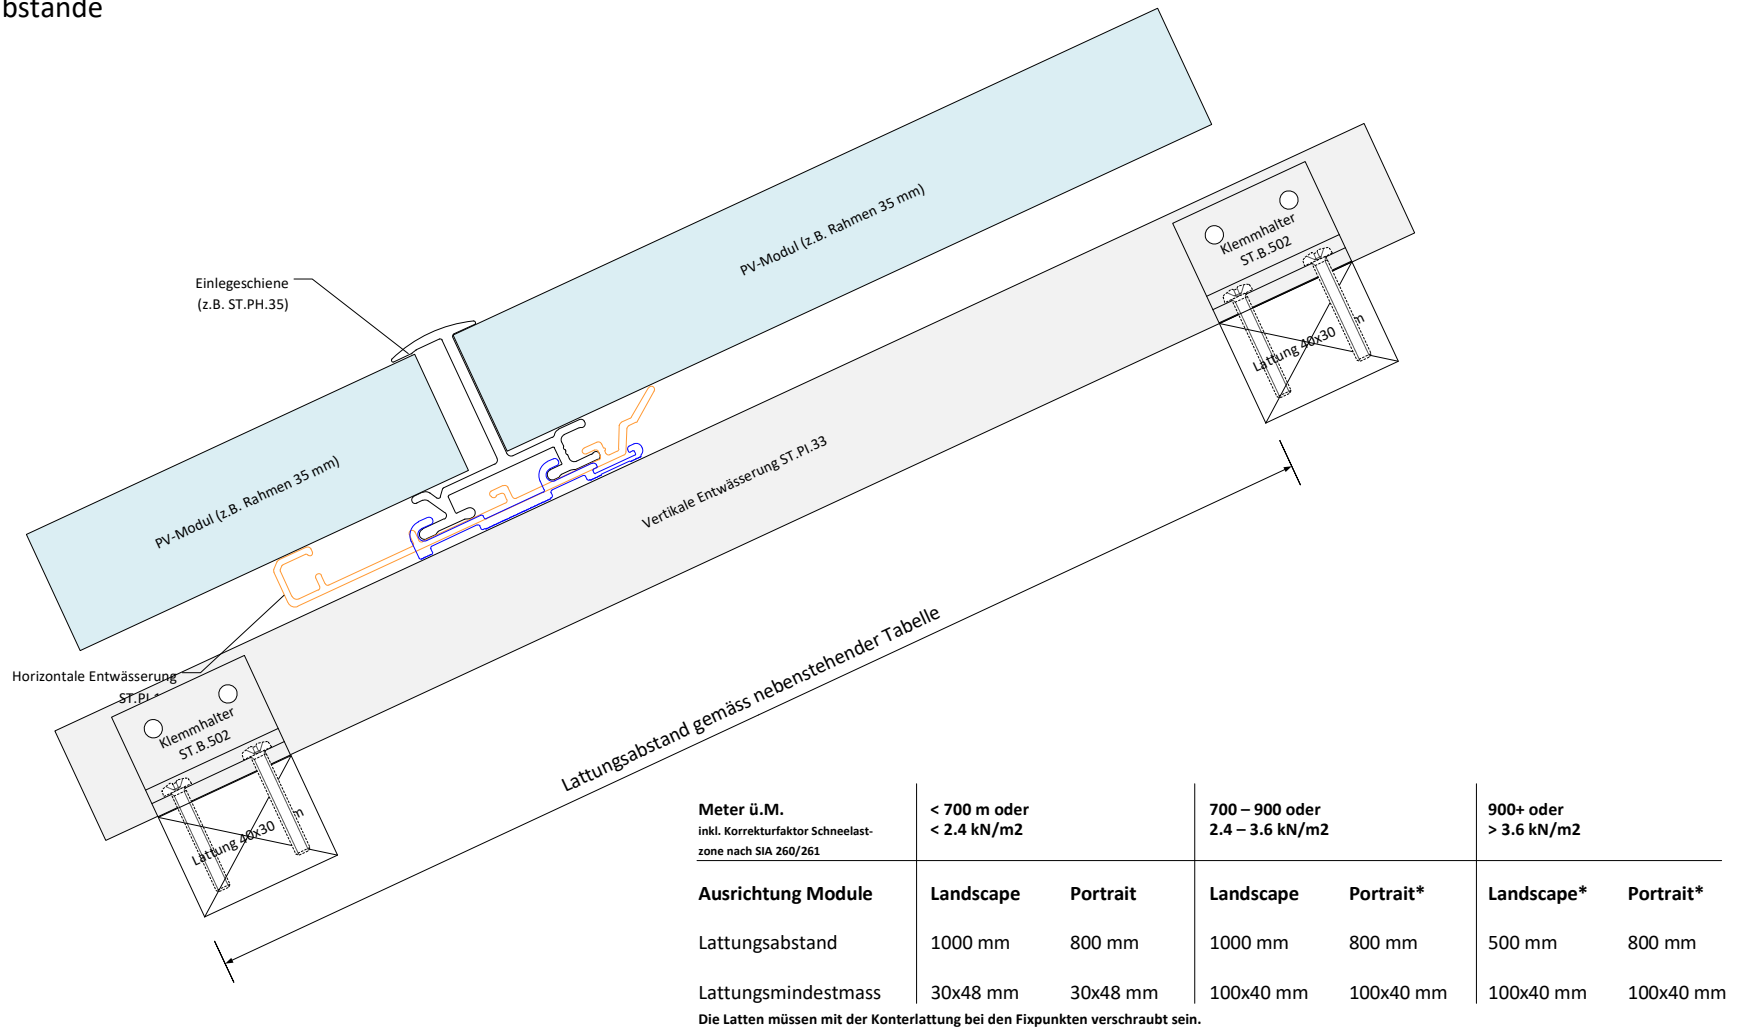 bstände
PV-Modul (z.B. Rahmen 35 mm)
Einlegeschiene
(z.B. ST.PH.35)
PV-Modul (z.B. Rahmen 35 mm)
Klemmhalter
ST.B.502
Lattung 40x30 m
Vertikale Entwässerung ST.PI.33
Horizontale Entwässerung
ST.PI.
Klemmhalter
ST.B.502
Lattung 40x30 m
Lattungsabstand gemäss nebenstehender Tabelle
Meter ü.M. < 700 m oder 700 – 900 oder 900+ oder
inkl. Korrekturfaktor Schneelast- < 2.4 kN/m2 2.4 – 3.6 kN/m2 > 3.6 kN/m2
zone nach SIA 260/261
Ausrichtung Module Landscape Portrait Landscape Portrait* Landscape* Portrait*
Lattungsabstand 1000 mm 800 mm 1000 mm 800 mm 500 mm 800 mm
Lattungsmindestmass 30x48 mm 30x48 mm 100x40 mm 100x40 mm 100x40 mm 100x40 mm
Die Latten müssen mit der Konterlattung bei den Fixpunkten verschraubt sein.